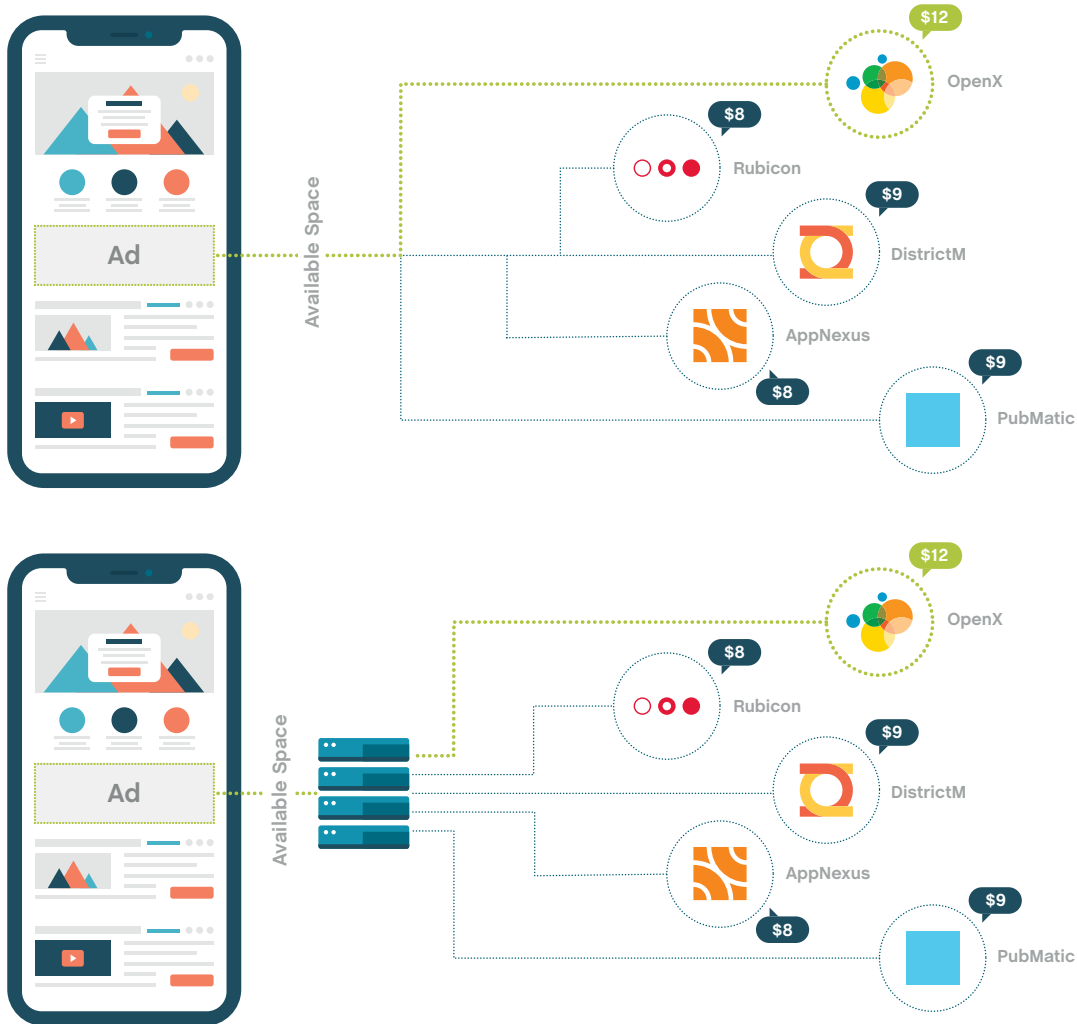 $12
OpenX
$8
Rubicon
$9
DistrictM
Ad
Available Space
AppNexus
$8
$9
PubMatic
$12
OpenX
$8
Rubicon
$9
DistrictM
Ad
Available Space
AppNexus
$8
$9
PubMatic